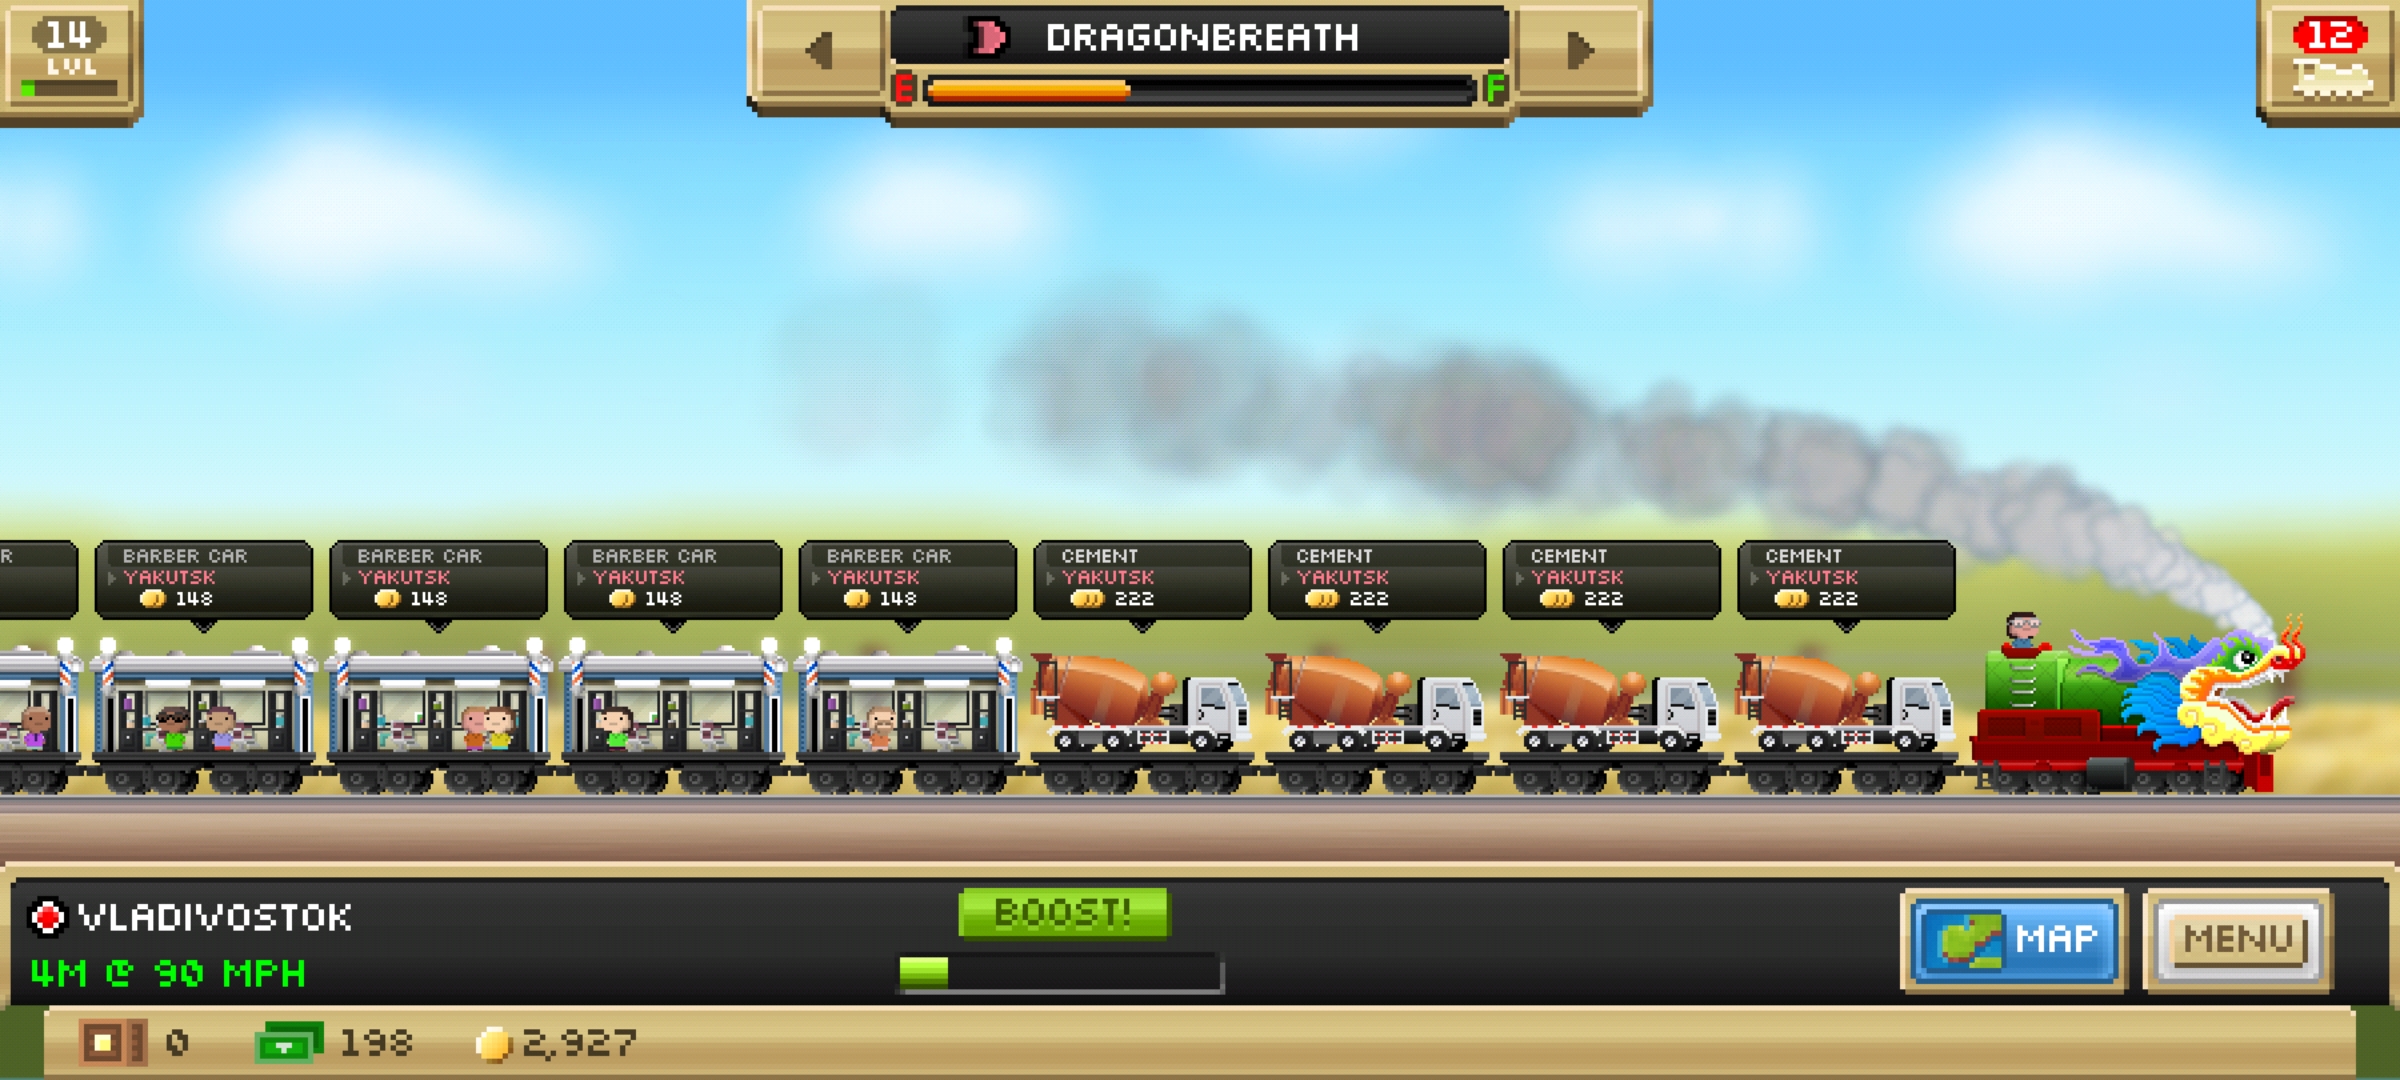 14
LVL
DRAGONBREATH
E
F
12
R
BARBER CAR
YAKUTSK
148
BARBER CAR
YAKUTSK
148
BARBER CAR
YAKUTSK
148
BARBER CAR
YAKUTSK
148
CEMENT
YAKUTSK
222
CEMENT
YAKUTSK
222
CEMENT
YAKUTSK
222
CEMENT
YAKUTSK
222
VLADIVOSTOK
4M @ 90 MPH
BOOST!
MAP
MENU
0
198
2,927